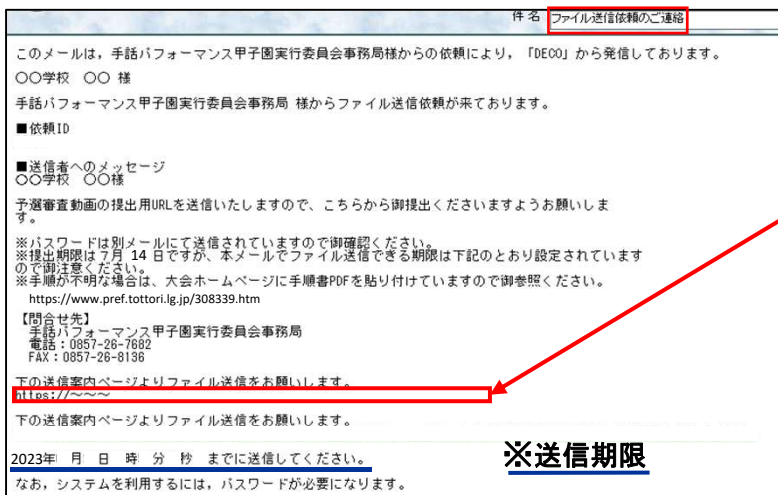 件名 ファイル送信依頼のご連絡
このメールは，手話パフォーマンス甲子園実行委員会事務局様からの依頼により，「DECO」から発信しております。
〇〇学校 〇〇 様
手話パフォーマンス甲子園実行委員会事務局 様からファイル送信依頼が来ております。
■依頼ID
■送信者へのメッセージ
〇〇学校 〇〇様
予選審査動画の提出用URLを送信いたしますので、こちらから御提出くださいますようお願いしま
す。
※パスワードは別メールにて送信されていますので御確認ください。
※提出期限は7月 14 日ですが、本メールでファイル送信できる期限は下記のとおり設定されています
ので御注意ください。
※手順が不明な場合は、大会ホームページに手順書PDFを貼り付けていますので御参照ください。
https://www.pref.tottori.lg.jp/308339.htm
【問合せ先】
手話パフォーマンス甲子園実行委員会事務局
電話：0857-26-7682
FAX：0857-26-8136
下の送信案内ページよりファイル送信をお願いします。
https://～～～
下の送信案内ページよりファイル送信をお願いします。
2023年 月 日 時 分 秒 までに送信してください。
※送信期限
なお，システムを利用するには，パスワードが必要になります。